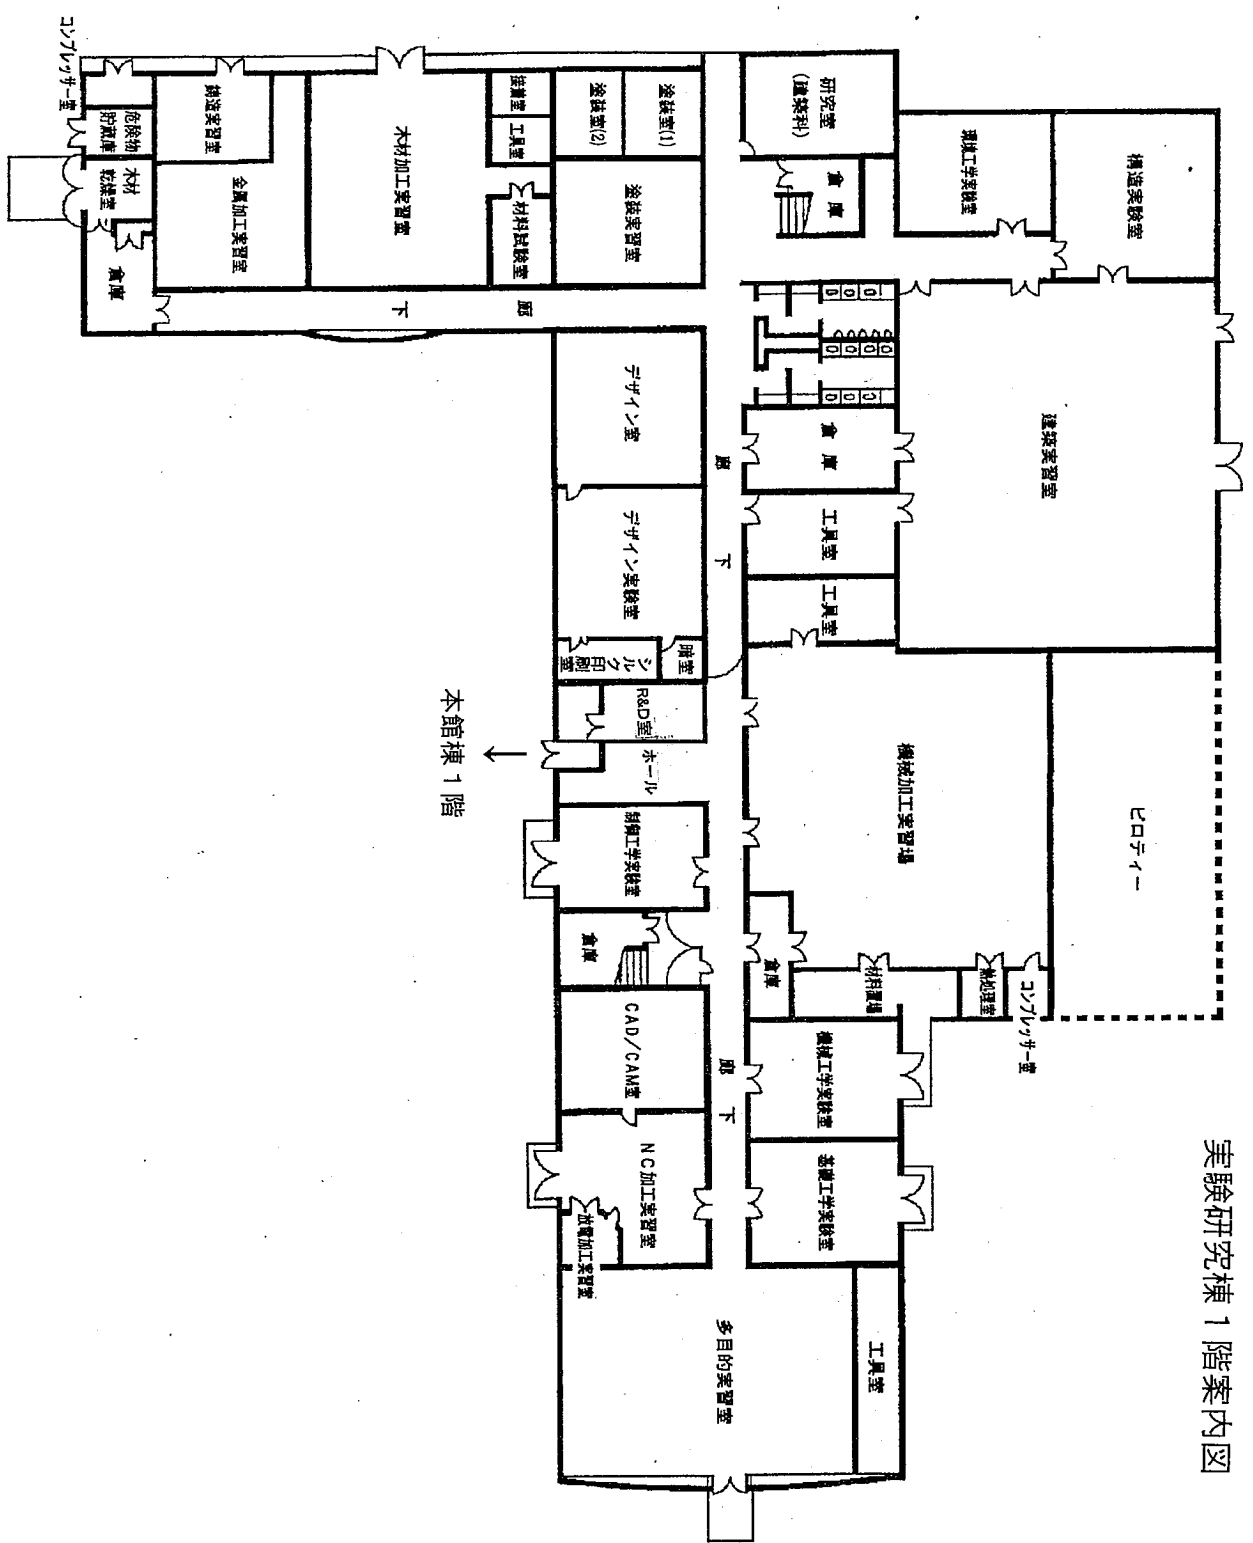 実験研究棟１階案内図
構造実験室
環境工学実験室
研究室
(建築科)
倉庫
建築実習室
ピロティー
機械加工実習場
倉庫
工具室
工具室
コンプレッサー室
熱処理室
材料置場
倉庫
機械工学実験室
基礎工学実験室
工具室
多目的実習室
廊下
廊下
塗装室(1)
塗装室(2)
塗装実習室
接着室
工具室
材料試験室
木材加工実習室
鋳造実習室
金属加工実習室
コンプレッサー室
危険物
貯蔵庫
木材
乾燥室
倉庫
廊下
デザイン室
デザイン実験室
暗室
シルク印刷室
R&D室
ホール
制御工学実験室
倉庫
CAD/CAM室
NC加工実習室
放電加工実習室
本館棟１階